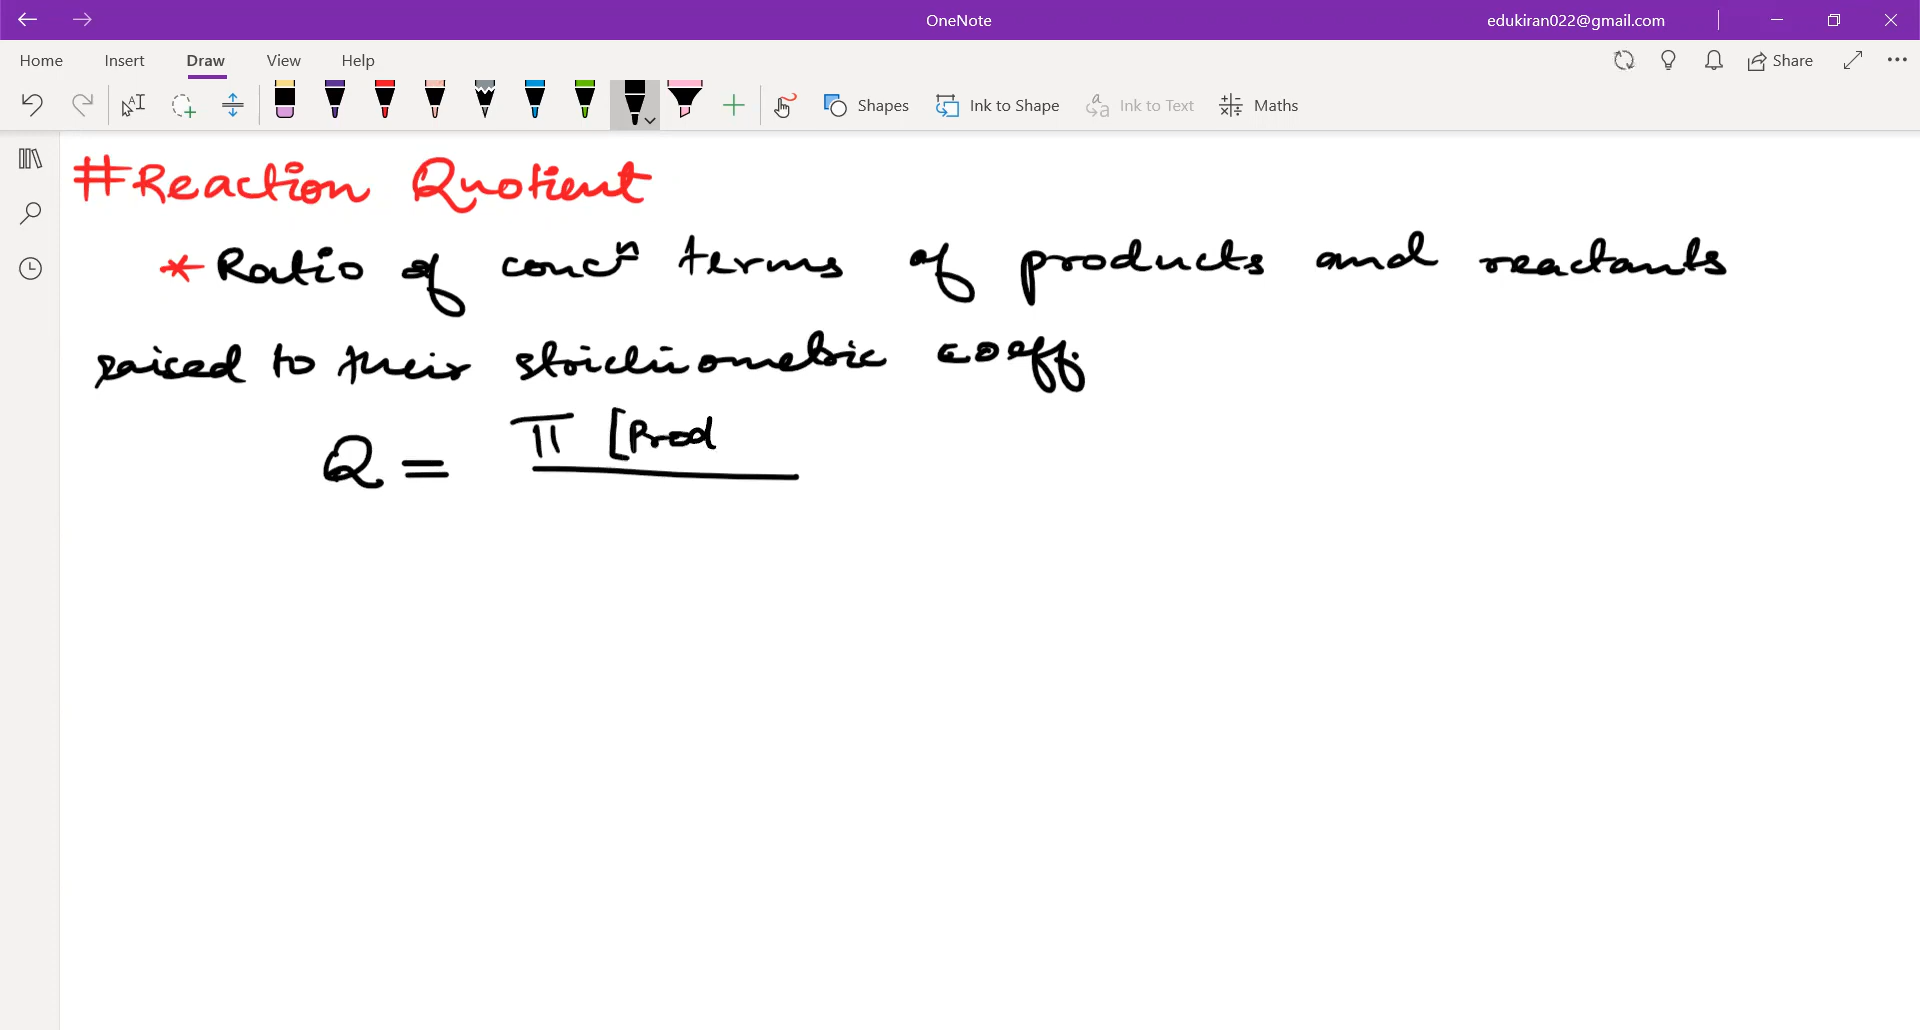 OneNote
edukiran022@gmail.com
Home Insert Draw View Help
Share
Shapes Ink to Shape Ink to Text Maths
#Reaction Quotient
* Ratio of concⁿ terms of products and reactants
raised to their stoichiometric coeff.
π [Prod
Q =